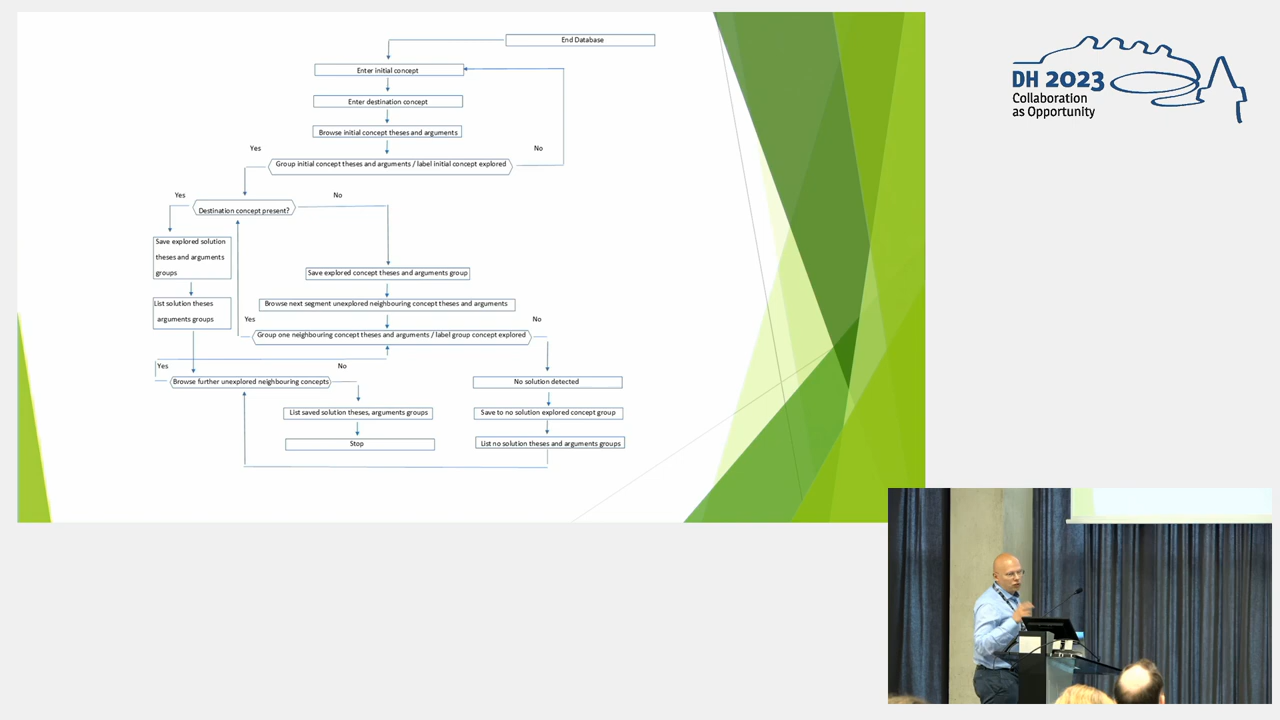 End Database
Enter initial concept
Enter destination concept
Browse initial concept theses and arguments
Yes
No
Group initial concept theses and arguments / label initial concept explored
Yes
No
Destination concept present?
Save explored solution
theses and arguments
groups
Save explored concept theses and arguments group
List solution theses
arguments groups
Browse next segment unexplored neighbouring concept theses and arguments
Yes
No
Group one neighbouring concept theses and arguments / label group concept explored
Yes
No
Browse further unexplored neighbouring concepts
No solution detected
List saved solution theses, arguments groups
Save to no solution explored concept group
Stop
List no solution theses and arguments groups
DH 2023
Collaboration
as Opportunity